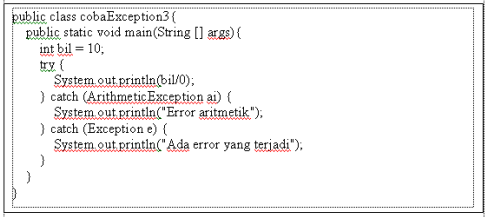 public class cobaException3{
public static void main(String [] args){
int bil = 10;
try {
System.out.println(bil/0);
} catch (ArithmeticException ai) {
System.out.println("Error aritmetik");
} catch (Exception e) {
System.out.println("Ada error yang terjadi");
}
}
}